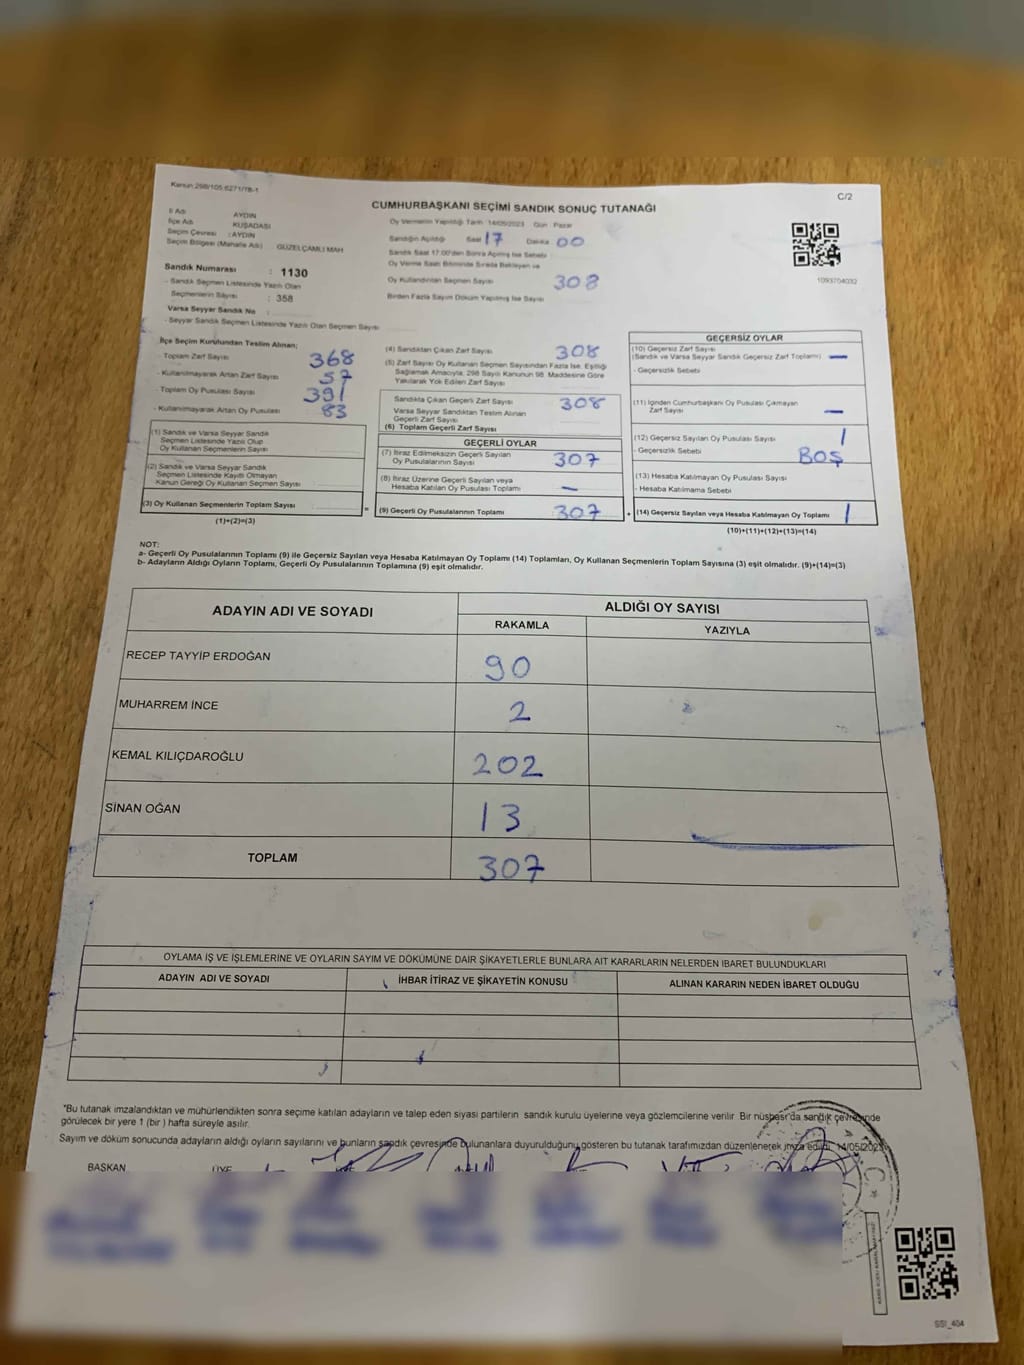 Kanun:298/105,6271/78-1
C/2
CUMHURBAŞKANI SEÇİMİ SANDIK SONUÇ TUTANAĞI
İl Adı AYDIN
İlçe Adı KUŞADASI
Seçim Çevresi : AYDIN
Seçim Bölgesi (Mahalle Adı) GÜZELÇAMLI MAH
Sandık Numarası : 1130
- Sandık Seçmen Listesinde Yazılı Olan
Seçmenlerin Sayısı : 358
Varsa Seyyar Sandık No :
- Seyyar Sandık Seçmen Listesinde Yazılı Olan Seçmen Sayısı
Oy Vermenin Yapıldığı Tarih 14/05/2023 Gün : Pazar
Sandığın Açıldığı Saat 17 Dakika 00
Sandık Saat 17:00'den Sonra Açılmış İse Sebebi
Oy Verme Saati Bitiminde Sırada Bekleyen ve
Oy Kullandırılan Seçmen Sayısı 308
Birden Fazla Sayım Döküm Yapılmış İse Sayısı
1093704032
İlçe Seçim Kurulundan Teslim Alınan;
- Toplam Zarf Sayısı 368
- Kullanılmayarak Artan Zarf Sayısı 57
- Toplam Oy Pusulası Sayısı 391
- Kullanılmayarak Artan Oy Pusulası 83
(1) Sandık ve Varsa Seyyar Sandık
Seçmen Listesinde Yazılı Olup
Oy Kullanan Seçmenlerin Sayısı
(2) Sandık ve Varsa Seyyar Sandık
Seçmen Listesinde Kayıtlı Olmayan
Kanun Gereği Oy Kullanan Seçmen Sayısı
(3) Oy Kullanan Seçmenlerin Toplam Sayısı
(1)+(2)=(3)
=
(4) Sandıktan Çıkan Zarf Sayısı 308
(5) Zarf Sayısı Oy Kullanan Seçmen Sayısından Fazla İse, Eşitliği
Sağlamak Amacıyla, 298 Sayılı Kanunun 98. Maddesine Göre
Yakılarak Yok Edilen Zarf Sayısı
Sandıkta Çıkan Geçerli Zarf Sayısı 308
Varsa Seyyar Sandıktan Teslim Alınan
Geçerli Zarf Sayısı
(6) Toplam Geçerli Zarf Sayısı
GEÇERLİ OYLAR
(7) İtiraz Edilmeksizin Geçerli Sayılan
Oy Pusulalarının Sayısı 307
(8) İtiraz Üzerine Geçerli Sayılan veya
Hesaba Katılan Oy Pusulası Toplamı —
(9) Geçerli Oy Pusulalarının Toplamı 307
+
GEÇERSİZ OYLAR
(10) Geçersiz Zarf Sayısı
(Sandık ve Varsa Seyyar Sandık Geçersiz Zarf Toplamı) —
- Geçersizlik Sebebi
(11) İçinden Cumhurbaşkanı Oy Pusulası Çıkmayan
Zarf Sayısı —
(12) Geçersiz Sayılan Oy Pusulası Sayısı 1
- Geçersizlik Sebebi BOŞ
(13) Hesaba Katılmayan Oy Pusulası Sayısı
- Hesaba Katılmama Sebebi
(14) Geçersiz Sayılan veya Hesaba Katılmayan Oy Toplamı 1
(10)+(11)+(12)+(13)=(14)
NOT:
a- Geçerli Oy Pusulalarının Toplamı (9) ile Geçersiz Sayılan veya Hesaba Katılmayan Oy Toplamı (14) Toplamları, Oy Kullanan Seçmenlerin Toplam Sayısına (3) eşit olmalıdır. (9)+(14)=(3)
b- Adayların Aldığı Oyların Toplamı, Geçerli Oy Pusulalarının Toplamına (9) eşit olmalıdır.
ADAYIN ADI VE SOYADI
ALDIĞI OY SAYISI
RAKAMLA YAZIYLA
RECEP TAYYİP ERDOĞAN 90
MUHARREM İNCE 2
KEMAL KILIÇDAROĞLU 202
SİNAN OĞAN 13
TOPLAM 307
OYLAMA İŞ VE İŞLEMLERİNE VE OYLARIN SAYIM VE DÖKÜMÜNE DAİR ŞİKAYETLERLE BUNLARA AİT KARARLARIN NELERDEN İBARET BULUNDUKLARI
ADAYIN ADI VE SOYADI İHBAR İTİRAZ VE ŞİKAYETİN KONUSU ALINAN KARARIN NEDEN İBARET OLDUĞU
*Bu tutanak imzalandıktan ve mühürlendikten sonra seçime katılan adayların ve talep eden siyasi partilerin sandık kurulu üyelerine veya gözlemcilerine verilir. Bir nüshası da sandık çevresinde
görülecek bir yere 1 (bir ) hafta süreyle asılır.
Sayım ve döküm sonucunda adayların aldığı oyların sayılarını ve bunların sandık çevresinde bulunanlara duyurulduğunu gösteren bu tutanak tarafımızdan düzenlenerek imza edildi. 14/05/2023
BAŞKAN ÜYE
SSI_404